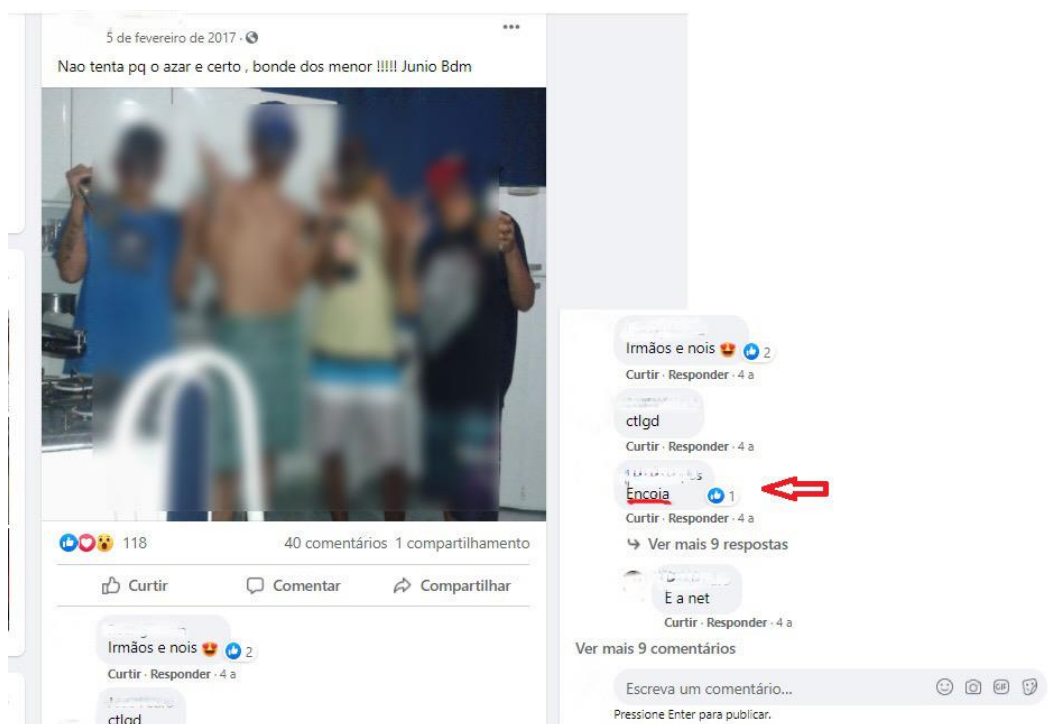 5 de fevereiro de 2017 ·
Nao tenta pq o azar e certo , bonde dos menor !!!!! Junio Bdm
118
40 comentários 1 compartilhamento
Curtir
Comentar
Compartilhar
Irmãos e nois
2
Curtir · Responder · 4 a
ctlgd
Irmãos e nois
2
Curtir · Responder · 4 a
ctlgd
Curtir · Responder · 4 a
Encoia
1
Curtir · Responder · 4 a
Ver mais 9 respostas
E a net
Curtir · Responder · 4 a
Ver mais 9 comentários
Escreva um comentário...
GIF
Pressione Enter para publicar.